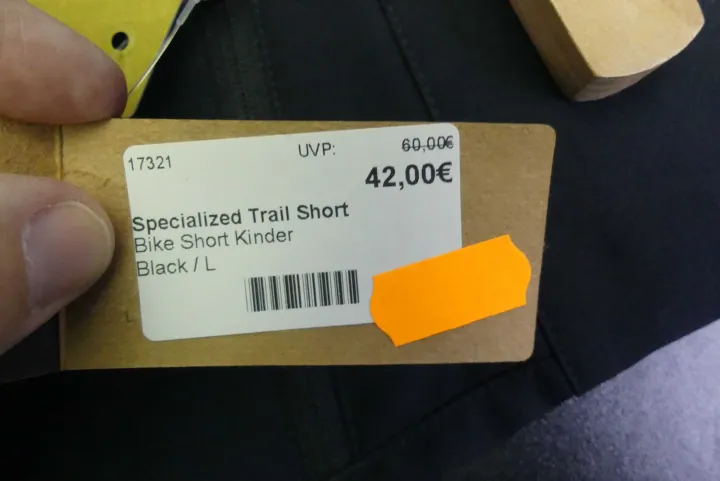 17321
UVP: 60,00€
42,00€
Specialized Trail Short
Bike Short Kinder
Black / L